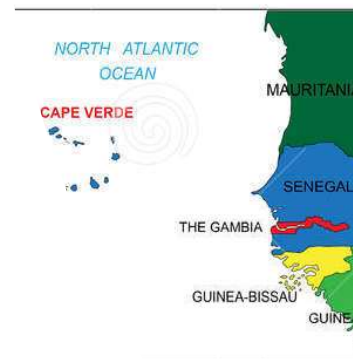 NORTH ATLANTIC
OCEAN
MAURITANI
CAPE VERDE
SENEGAL
THE GAMBIA
GUINEA-BISSAU
GUINE